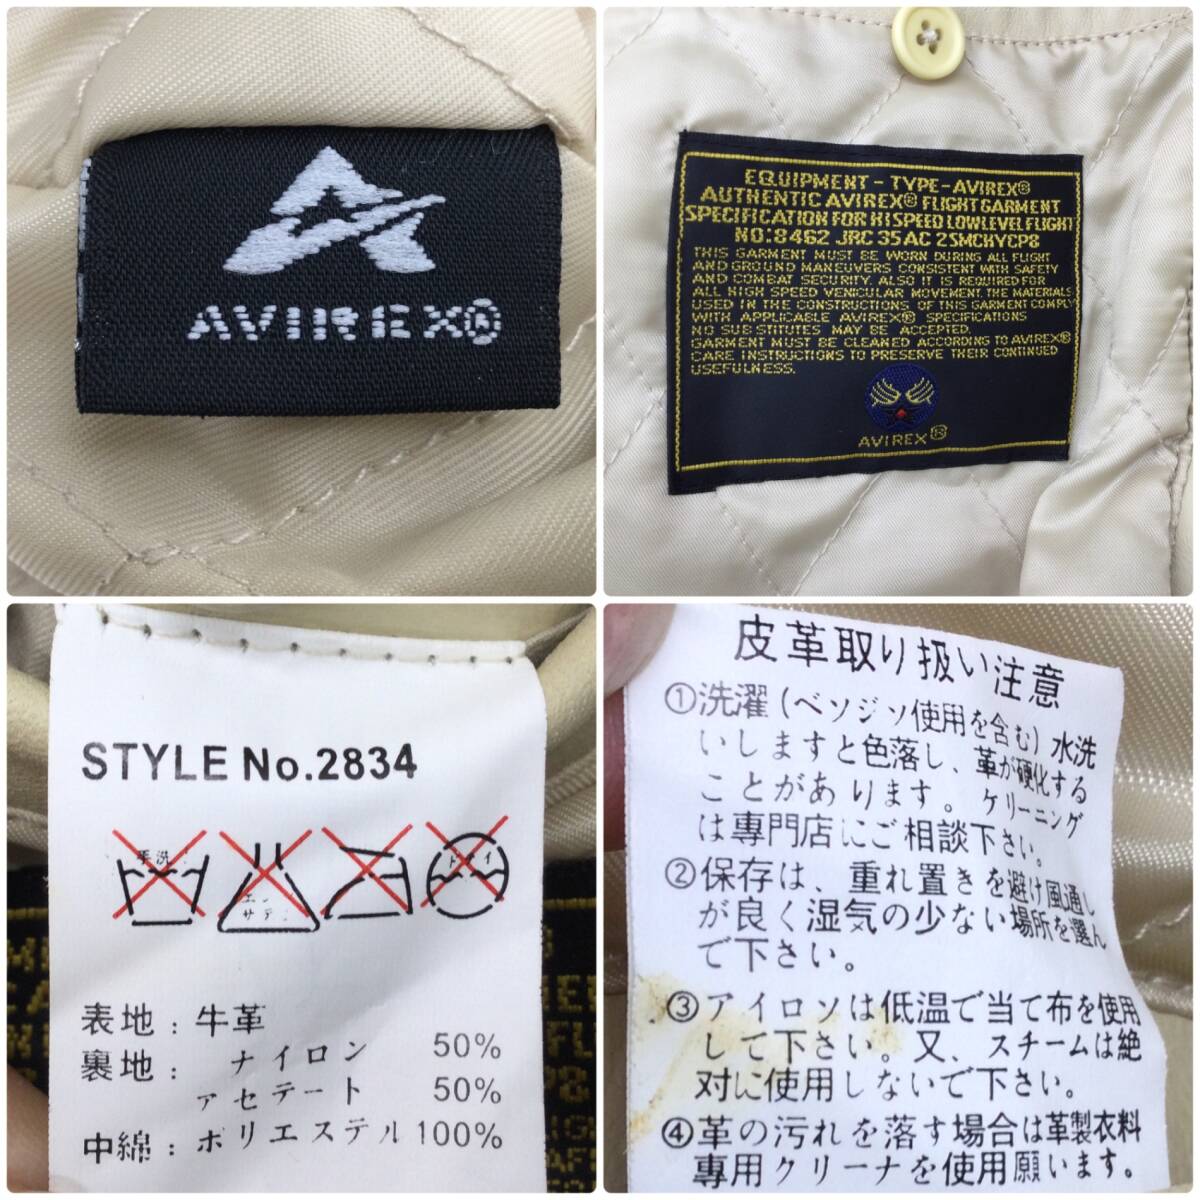 AVIREX®
EQUIPMENT - TYPE - AVIREX®
AUTHENTIC AVIREX® FLIGHT GARMENT
SPECIFICATION FOR HISPEED LOWLEVEL FLIGHT
NO:8462 JRC 35 AC 2SMCKYCP8
THIS GARMENT MUST BE WORN DURING ALL FLIGHT
AND GROUND MANEUVERS CONSISTENT WITH SAFETY
AND COMBAT SECURITY. ALSO IT IS REQUIRED FOR
ALL HIGH SPEED VENICULAR MOVEMENT. THE MATERIALS
USED IN THE CONSTRUCTIONS OF THIS GARMENT COMPLY
WITH APPLICABLE AVIREX® SPECIFICATIONS
NO SUBSTITUTES MAY BE ACCEPTED.
GARMENT MUST BE CLEANED ACCORDING TO AVIREX®
CARE INSTRUCTIONS TO PRESERVE THEIR CONTINUED
USEFULNESS.
AVIREX®
STYLE No.2834
手洗
エン
サラ
ドライ
表地：牛革
裏地：ナイロン 50%
アセテート 50%
中綿：ポリエステル 100%
皮革取り扱い注意
①洗濯(ベソジソ使用を含む)水洗
いしますと色落し、革が硬化する
ことがあります。ケリーニング
は専門店にご相談下さい。
②保存は、重れ置きを避け風通し
が良く湿気の少ない場所を選ん
で下さい。
③アイロソは低温で当て布を使用
して下さい。又、スチームは絶
対に使用しないで下さい。
④革の汚れを落す場合は革製衣料
専用クリーナを使用願います。